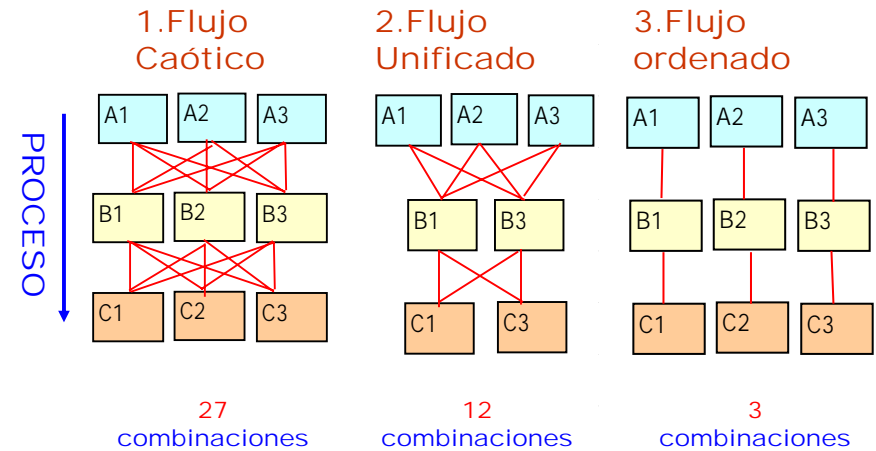 1.Flujo
Caótico
2.Flujo
Unificado
3.Flujo
ordenado
PROCESO
A1 A2 A3
B1 B2 B3
C1 C2 C3
A1 A2 A3
B1 B3
C1 C3
A1 A2 A3
B1 B2 B3
C1 C2 C3
27
combinaciones
12
combinaciones
3
combinaciones